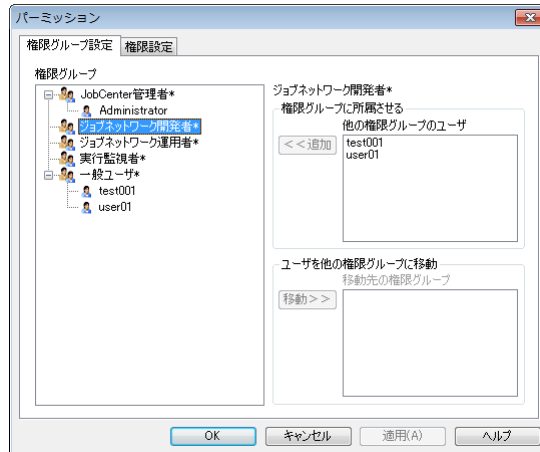 パーミッション
権限グループ設定 権限設定
権限グループ
JobCenter管理者*
Administrator
ジョブネットワーク開発者*
ジョブネットワーク運用者*
実行監視者*
一般ユーザ*
test001
user01
ジョブネットワーク開発者*
権限グループに所属させる
他の権限グループのユーザ
<<追加
test001
user01
ユーザを他の権限グループに移動
移動先の権限グループ
移動>>
OK キャンセル 適用(A) ヘルプ